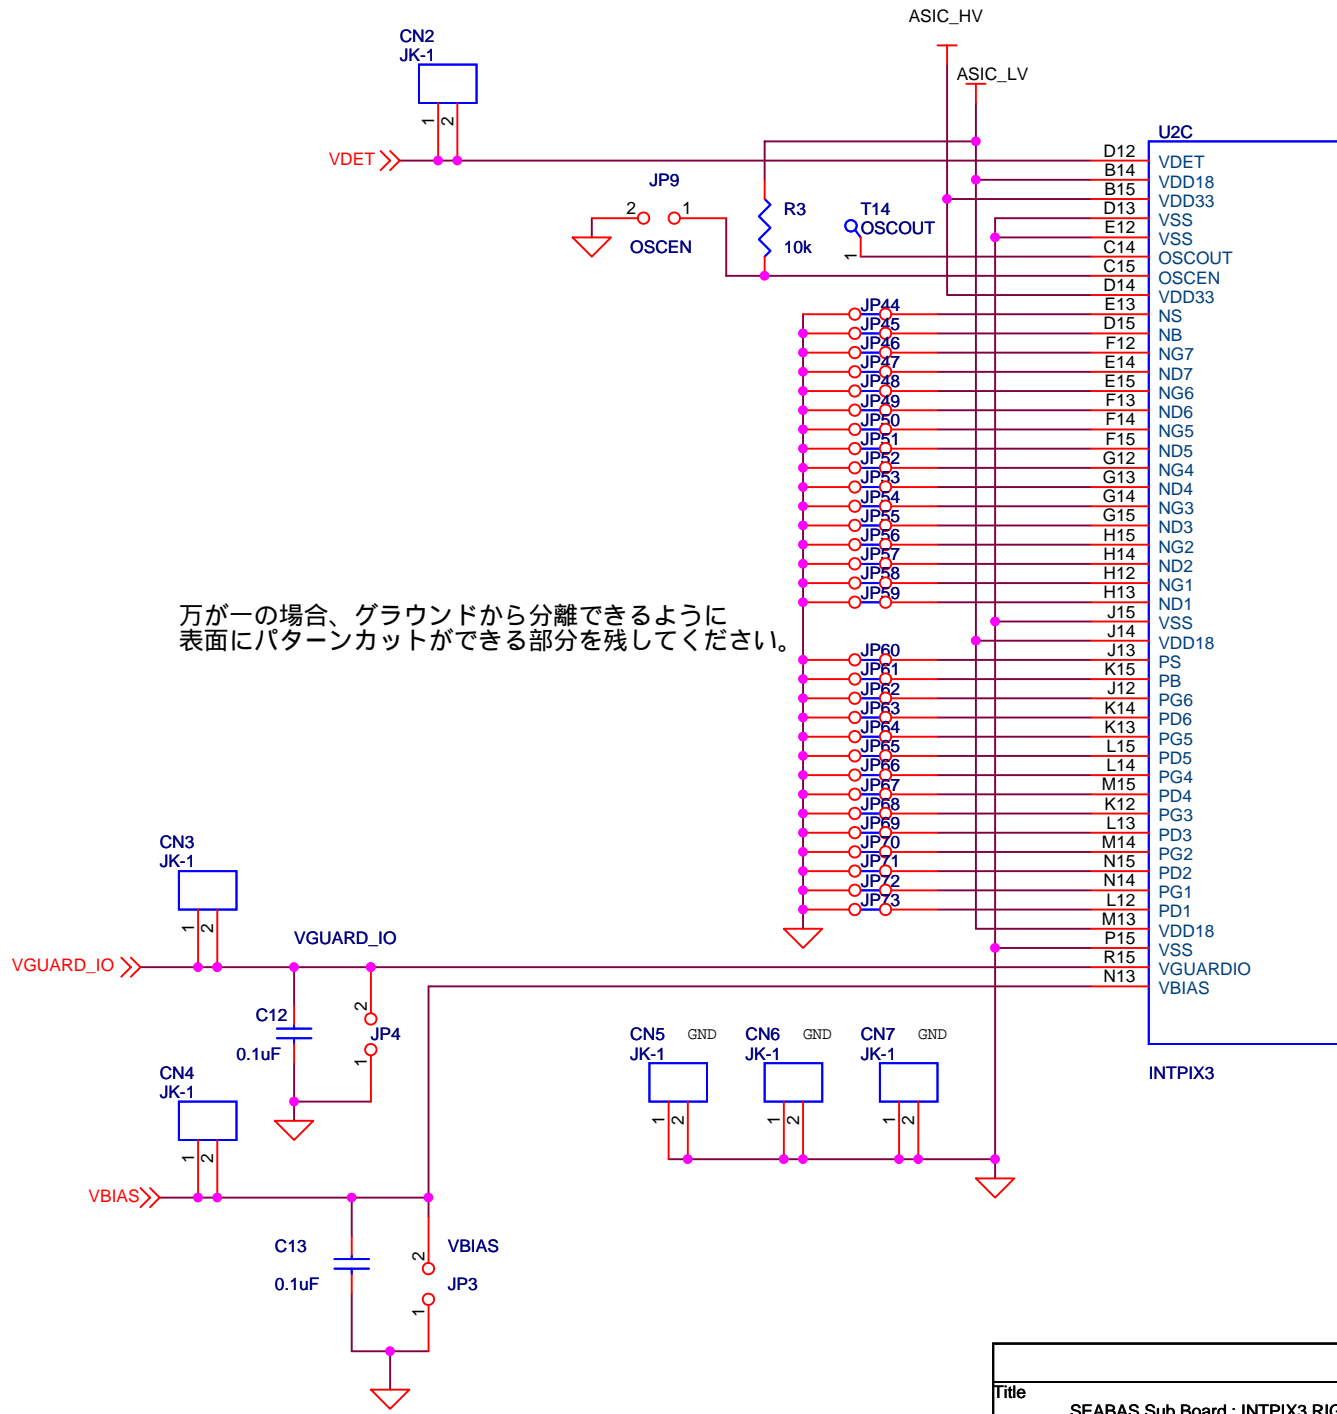 ASIC_HV
CN2
JK-1
ASIC_LV
1
2
VDET
U2C
JP9
2
1
OSCEN
R3
10k
T14
OSCOUT
1
D12 VDET
B14 VDD18
B15 VDD33
D13 VSS
E12 VSS
C14 OSCOUT
C15 OSCEN
D14 VDD33
JP44 E13 NS
JP45 D15 NB
JP46 F12 NG7
JP47 E14 ND7
JP48 E15 NG6
JP49 F13 ND6
JP50 F14 NG5
JP51 F15 ND5
JP52 G12 NG4
JP53 G13 ND4
JP54 G14 NG3
JP55 G15 ND3
JP56 H15 NG2
JP57 H14 ND2
JP58 H12 NG1
JP59 H13 ND1
J15 VSS
J14 VDD18
万が一の場合、グラウンドから分離できるように
表面にパターンカットができる部分を残してください。
JP60 J13 PS
JP61 K15 PB
JP62 J12 PG6
JP63 K14 PD6
JP64 K13 PG5
JP65 L15 PD5
JP66 L14 PG4
JP67 M15 PD4
JP68 K12 PG3
JP69 L13 PD3
JP70 M14 PG2
JP71 N15 PD2
JP72 N14 PG1
JP73 L12 PD1
M13 VDD18
P15 VSS
R15 VGUARDIO
N13 VBIAS
INTPIX3
CN3
JK-1
1
2
VGUARD_IO
VGUARD_IO
C12
0.1uF
2
JP4
1
CN4
JK-1
1
2
VBIAS
CN5 GND
JK-1
1
2
CN6 GND
JK-1
1
2
CN7 GND
JK-1
1
2
C13
0.1uF
2
VBIAS
JP3
1
Title
SEABAS Sub Board : INTPIX3 RIG